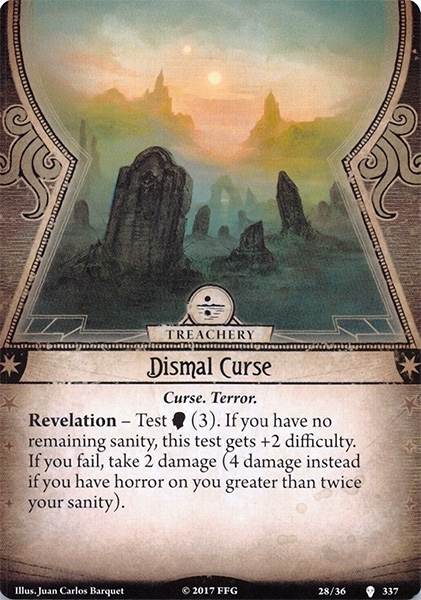 TREACHERY
Dismal Curse
Curse. Terror.
Revelation – Test (3). If you have no
remaining sanity, this test gets +2 difficulty.
If you fail, take 2 damage (4 damage instead
if you have horror on you greater than twice
your sanity).
Illus. Juan Carlos Barquet © 2017 FFG 28/36 337